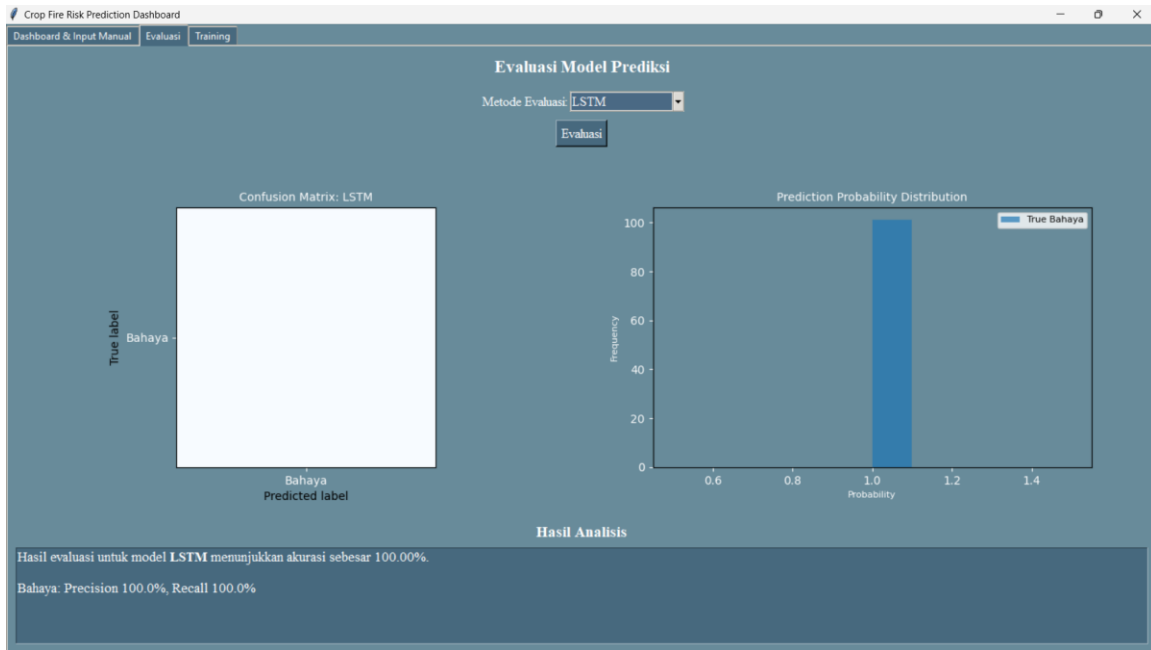 Crop Fire Risk Prediction Dashboard
Dashboard & Input Manual Evaluasi Training
Evaluasi Model Prediksi
Metode Evaluasi: LSTM
Evaluasi
Confusion Matrix: LSTM
True label
Bahaya
Bahaya
Predicted label
Prediction Probability Distribution
True Bahaya
Frequency
100
80
60
40
20
0
0.6 0.8 1.0 1.2 1.4
Probability
Hasil Analisis
Hasil evaluasi untuk model LSTM menunjukkan akurasi sebesar 100.00%.
Bahaya: Precision 100.0%, Recall 100.0%